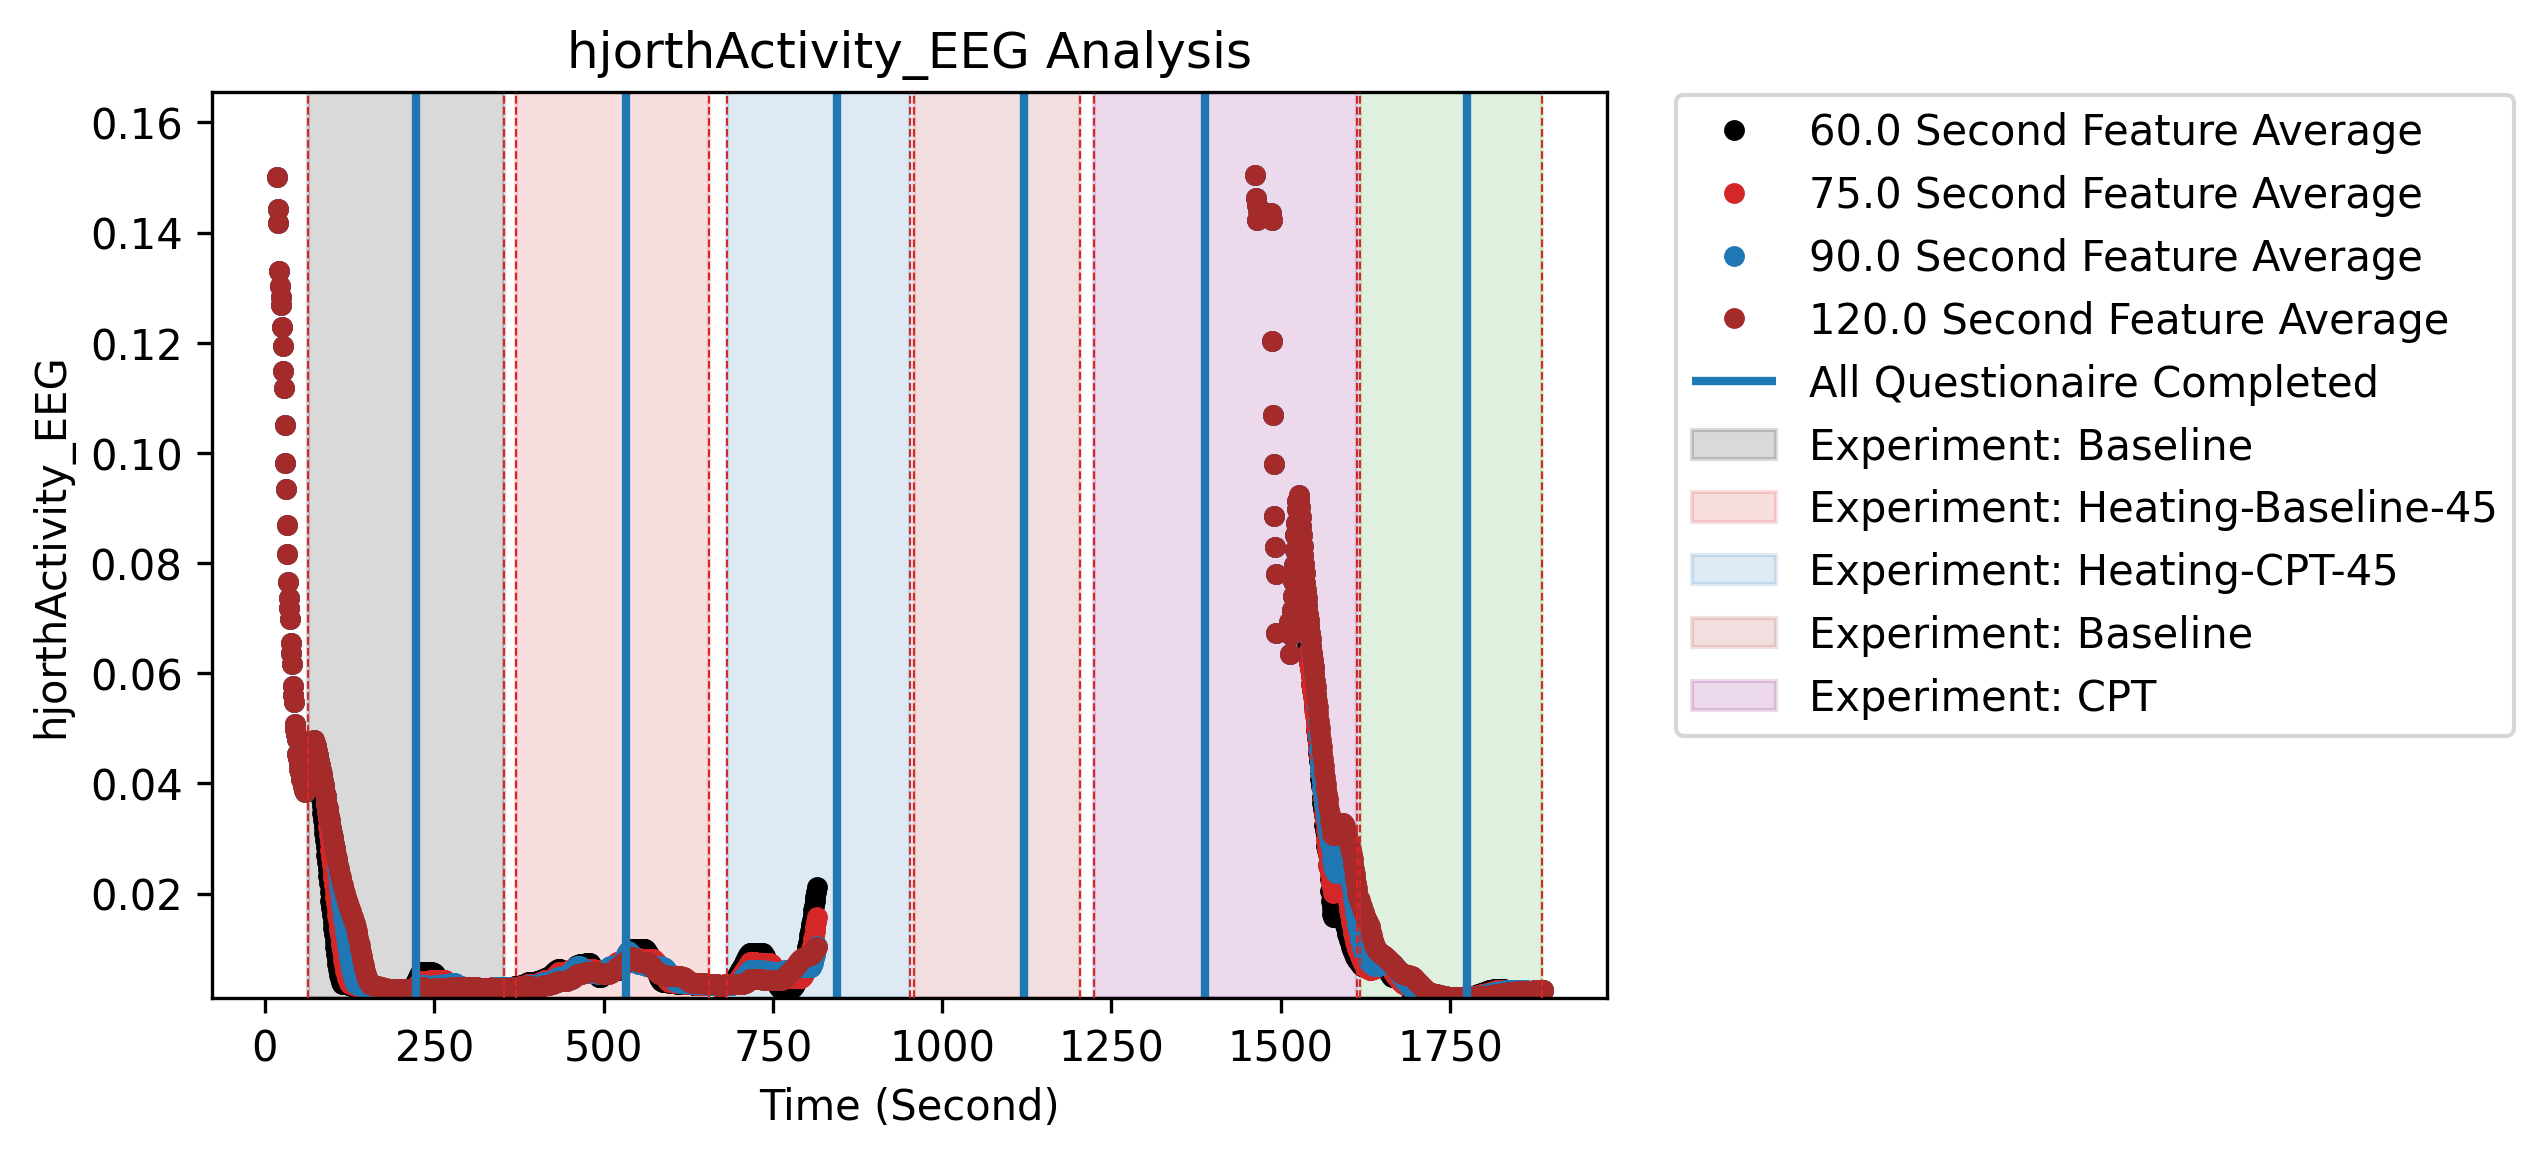 hjorthActivity_EEG Analysis
hjorthActivity_EEG
0.16
0.14
0.12
0.10
0.08
0.06
0.04
0.02
0 250 500 750 1000 1250 1500 1750
Time (Second)
60.0 Second Feature Average
75.0 Second Feature Average
90.0 Second Feature Average
120.0 Second Feature Average
All Questionaire Completed
Experiment: Baseline
Experiment: Heating-Baseline-45
Experiment: Heating-CPT-45
Experiment: Baseline
Experiment: CPT